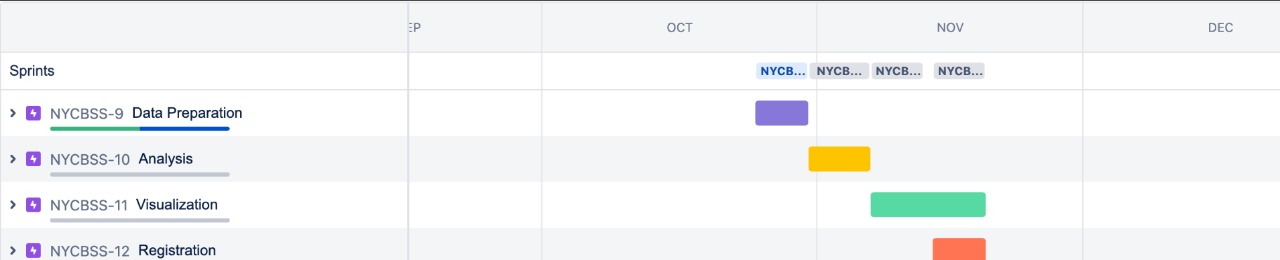 EP OCT NOV DEC
Sprints NYCB... NYCB... NYCB... NYCB...
NYCBSS-9 Data Preparation
NYCBSS-10 Analysis
NYCBSS-11 Visualization
NYCBSS-12 Registration